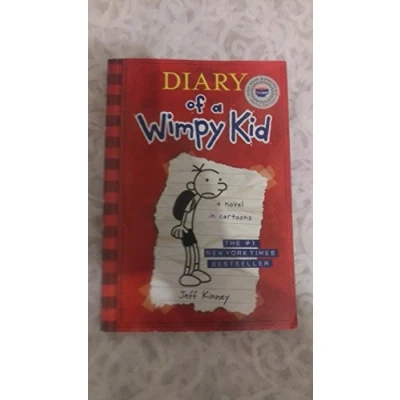 DIARY
of a
Wimpy Kid
a novel
in cartoons
THE #1
NEW YORK TIMES
BESTSELLER
Jeff Kinney